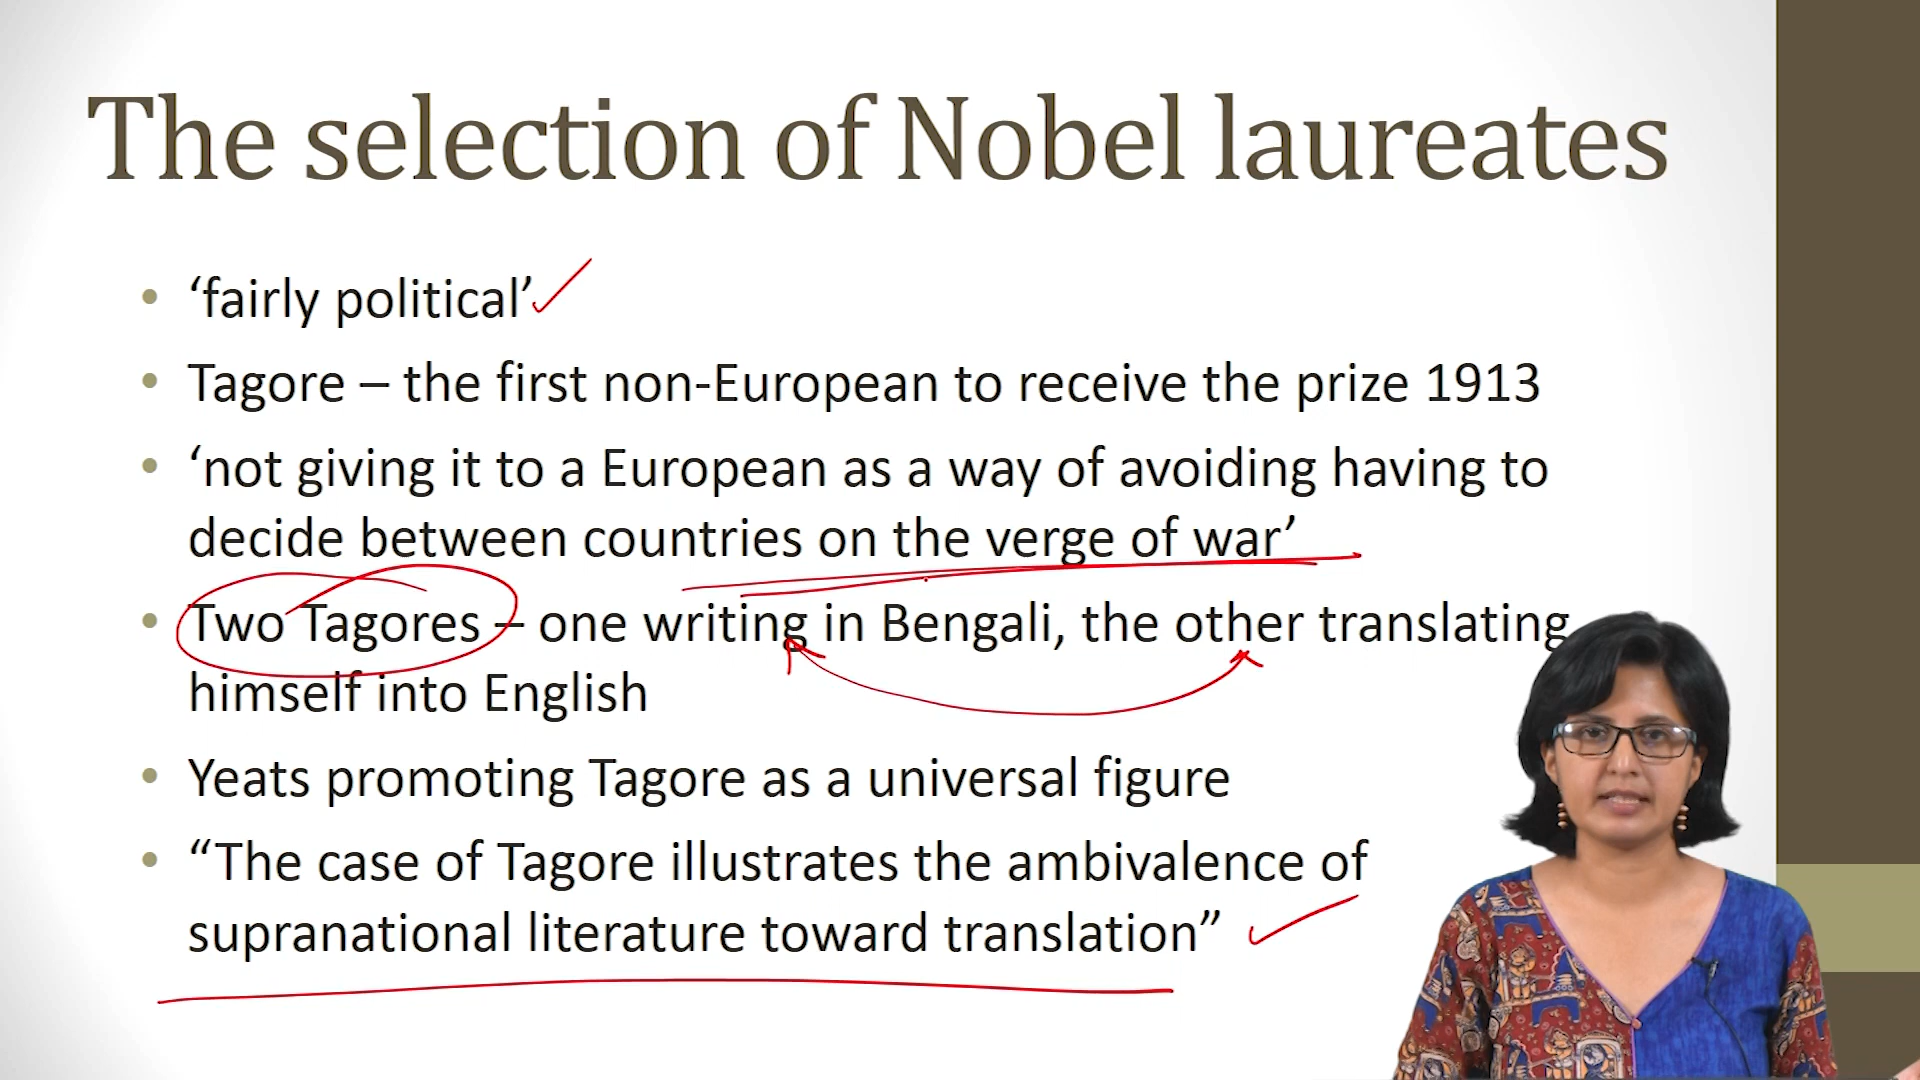 The selection of Nobel laureates
• ‘fairly political’
• Tagore – the first non-European to receive the prize 1913
• ‘not giving it to a European as a way of avoiding having to
decide between countries on the verge of war’
• Two Tagores – one writing in Bengali, the other translating
himself into English
• Yeats promoting Tagore as a universal figure
• “The case of Tagore illustrates the ambivalence of
supranational literature toward translation”